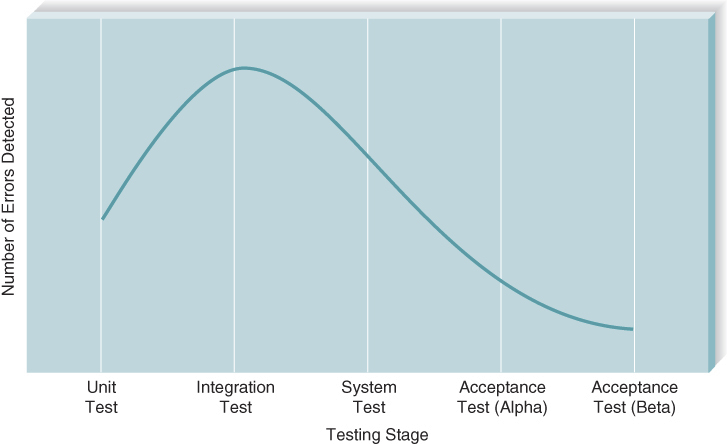 Number of Errors Detected
Unit
Test
Integration
Test
System
Test
Acceptance
Test (Alpha)
Acceptance
Test (Beta)
Testing Stage